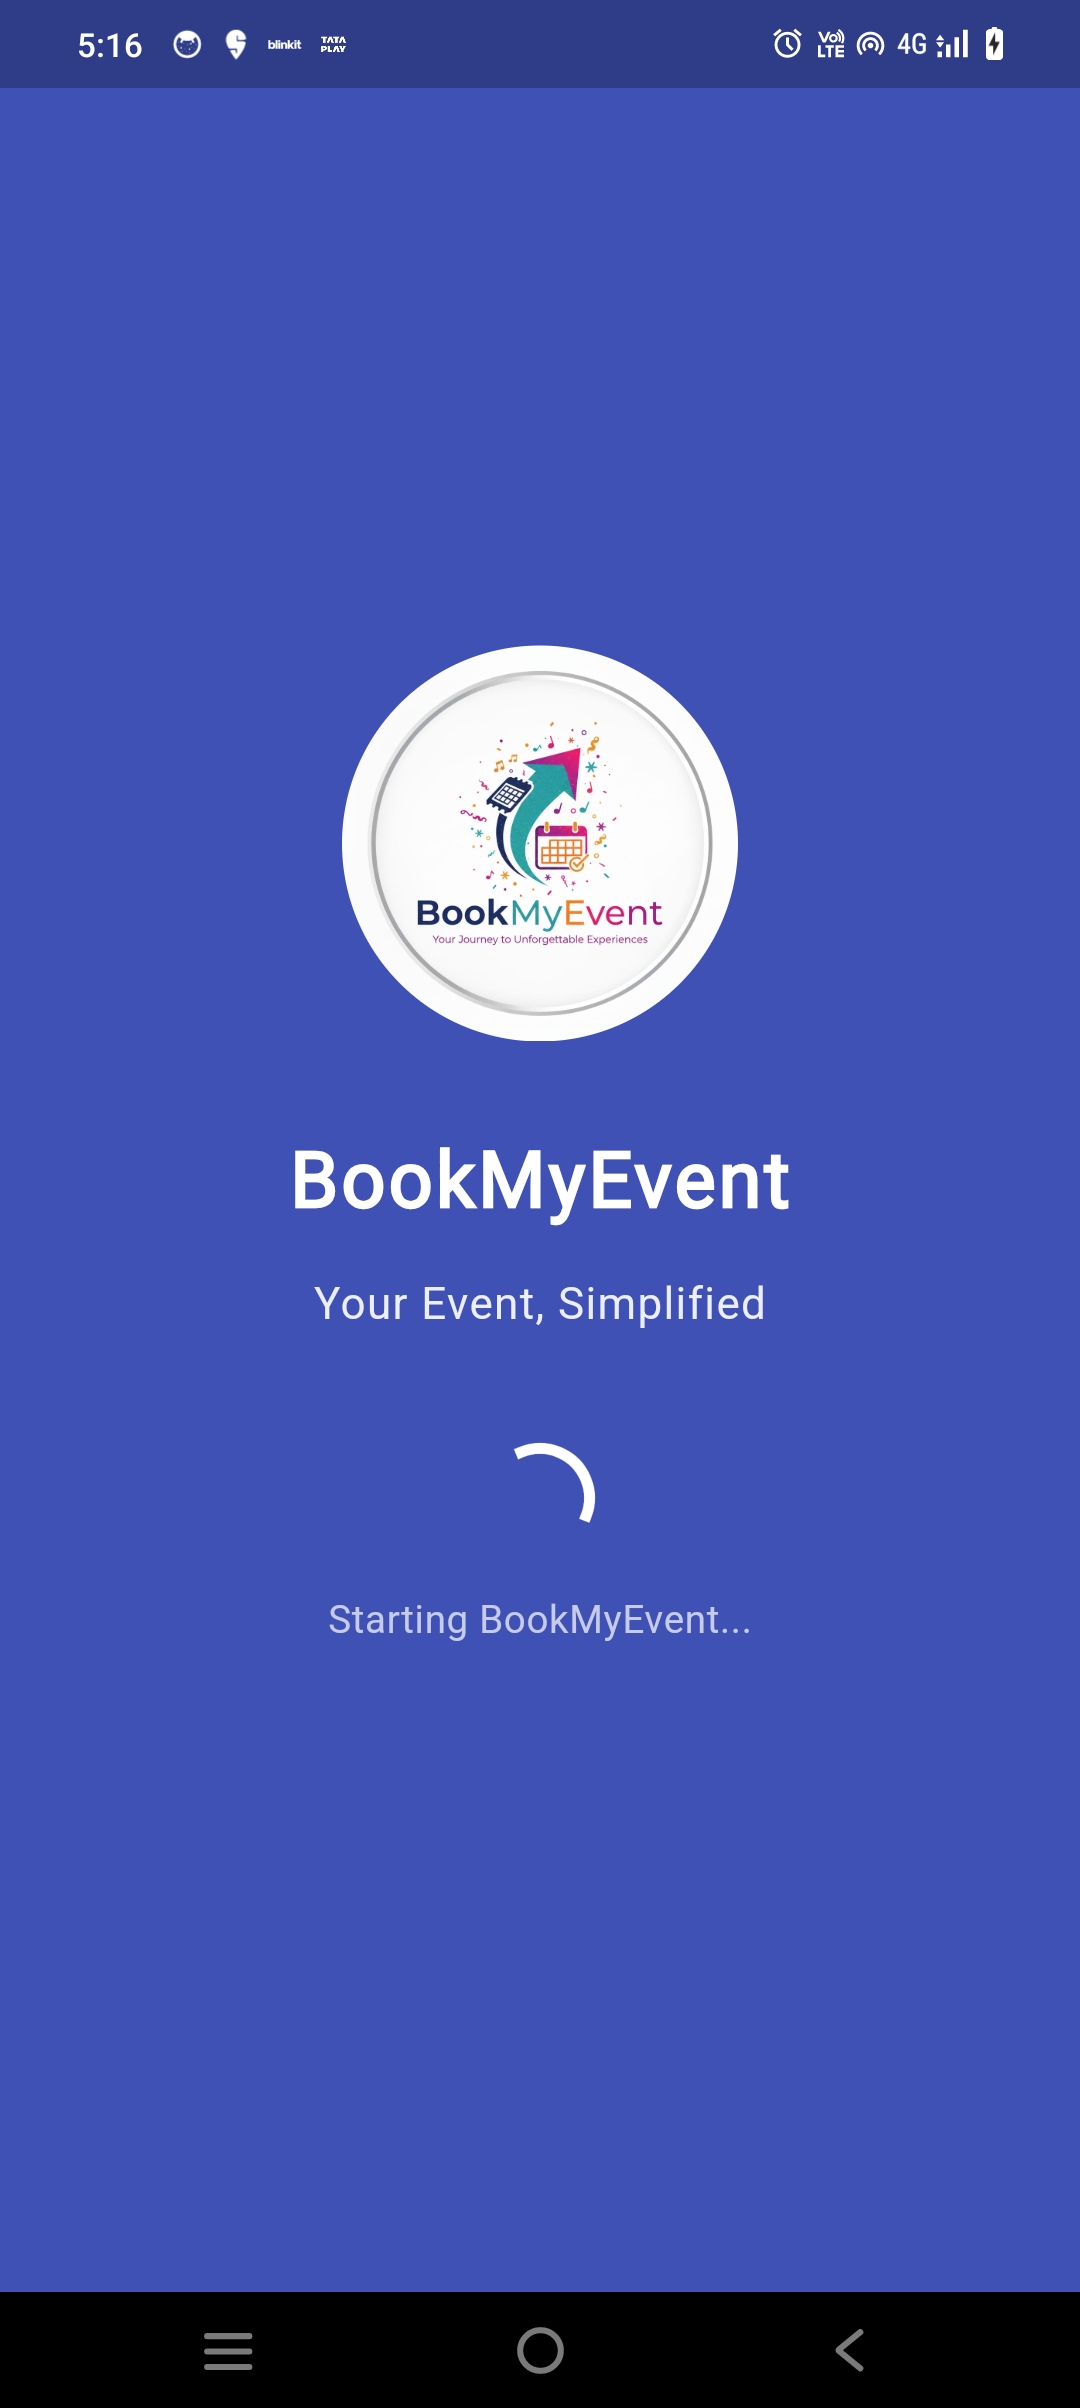 5:16 blinkit TATA PLAY Vo) LTE 4G
BookMyEvent
Your Journey to Unforgettable Experiences
BookMyEvent
Your Event, Simplified
Starting BookMyEvent...